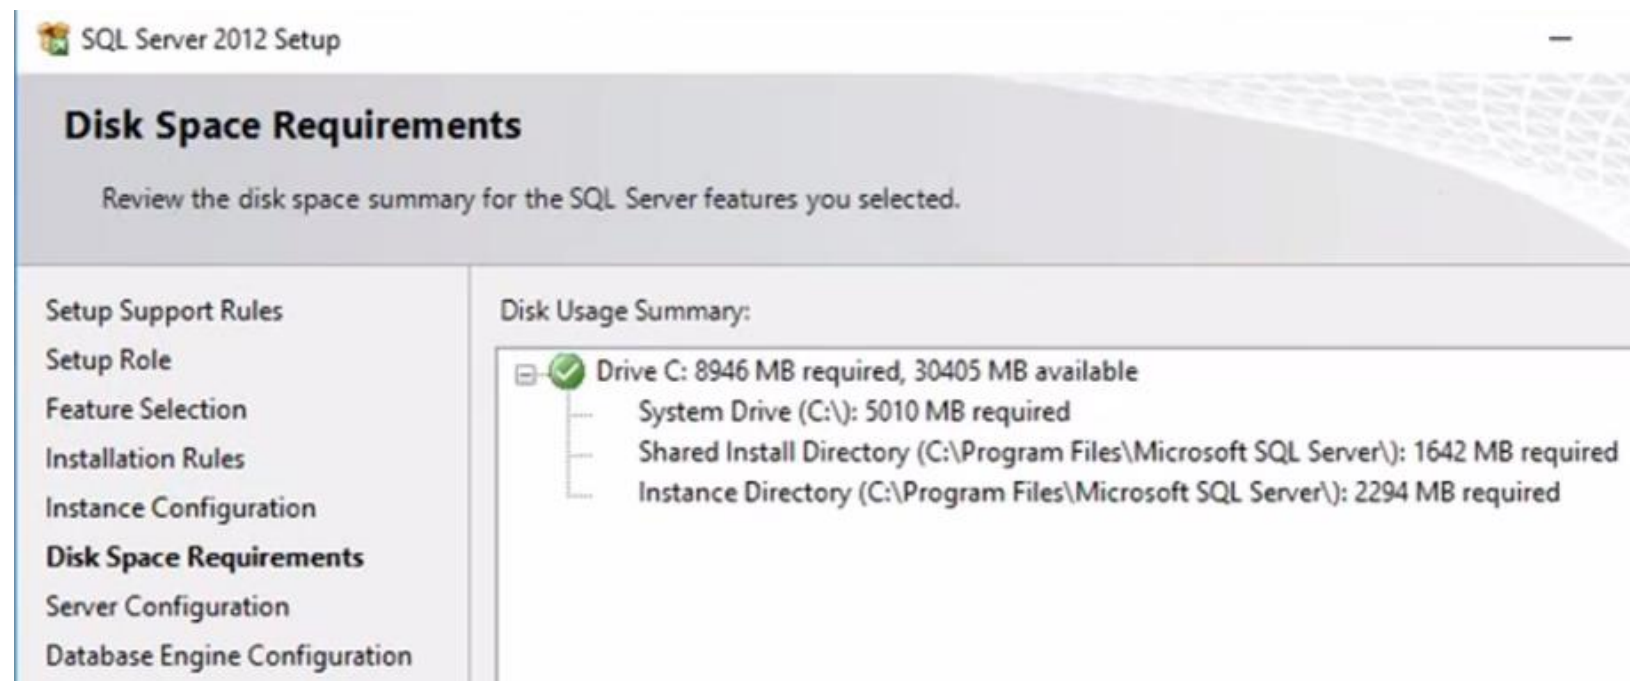 SQL Server 2012 Setup
Disk Space Requirements
Review the disk space summary for the SQL Server features you selected.
Setup Support Rules
Setup Role
Feature Selection
Installation Rules
Instance Configuration
Disk Space Requirements
Server Configuration
Database Engine Configuration
Disk Usage Summary:
Drive C: 8946 MB required, 30405 MB available
System Drive (C:\): 5010 MB required
Shared Install Directory (C:\Program Files\Microsoft SQL Server\): 1642 MB required
Instance Directory (C:\Program Files\Microsoft SQL Server\): 2294 MB required